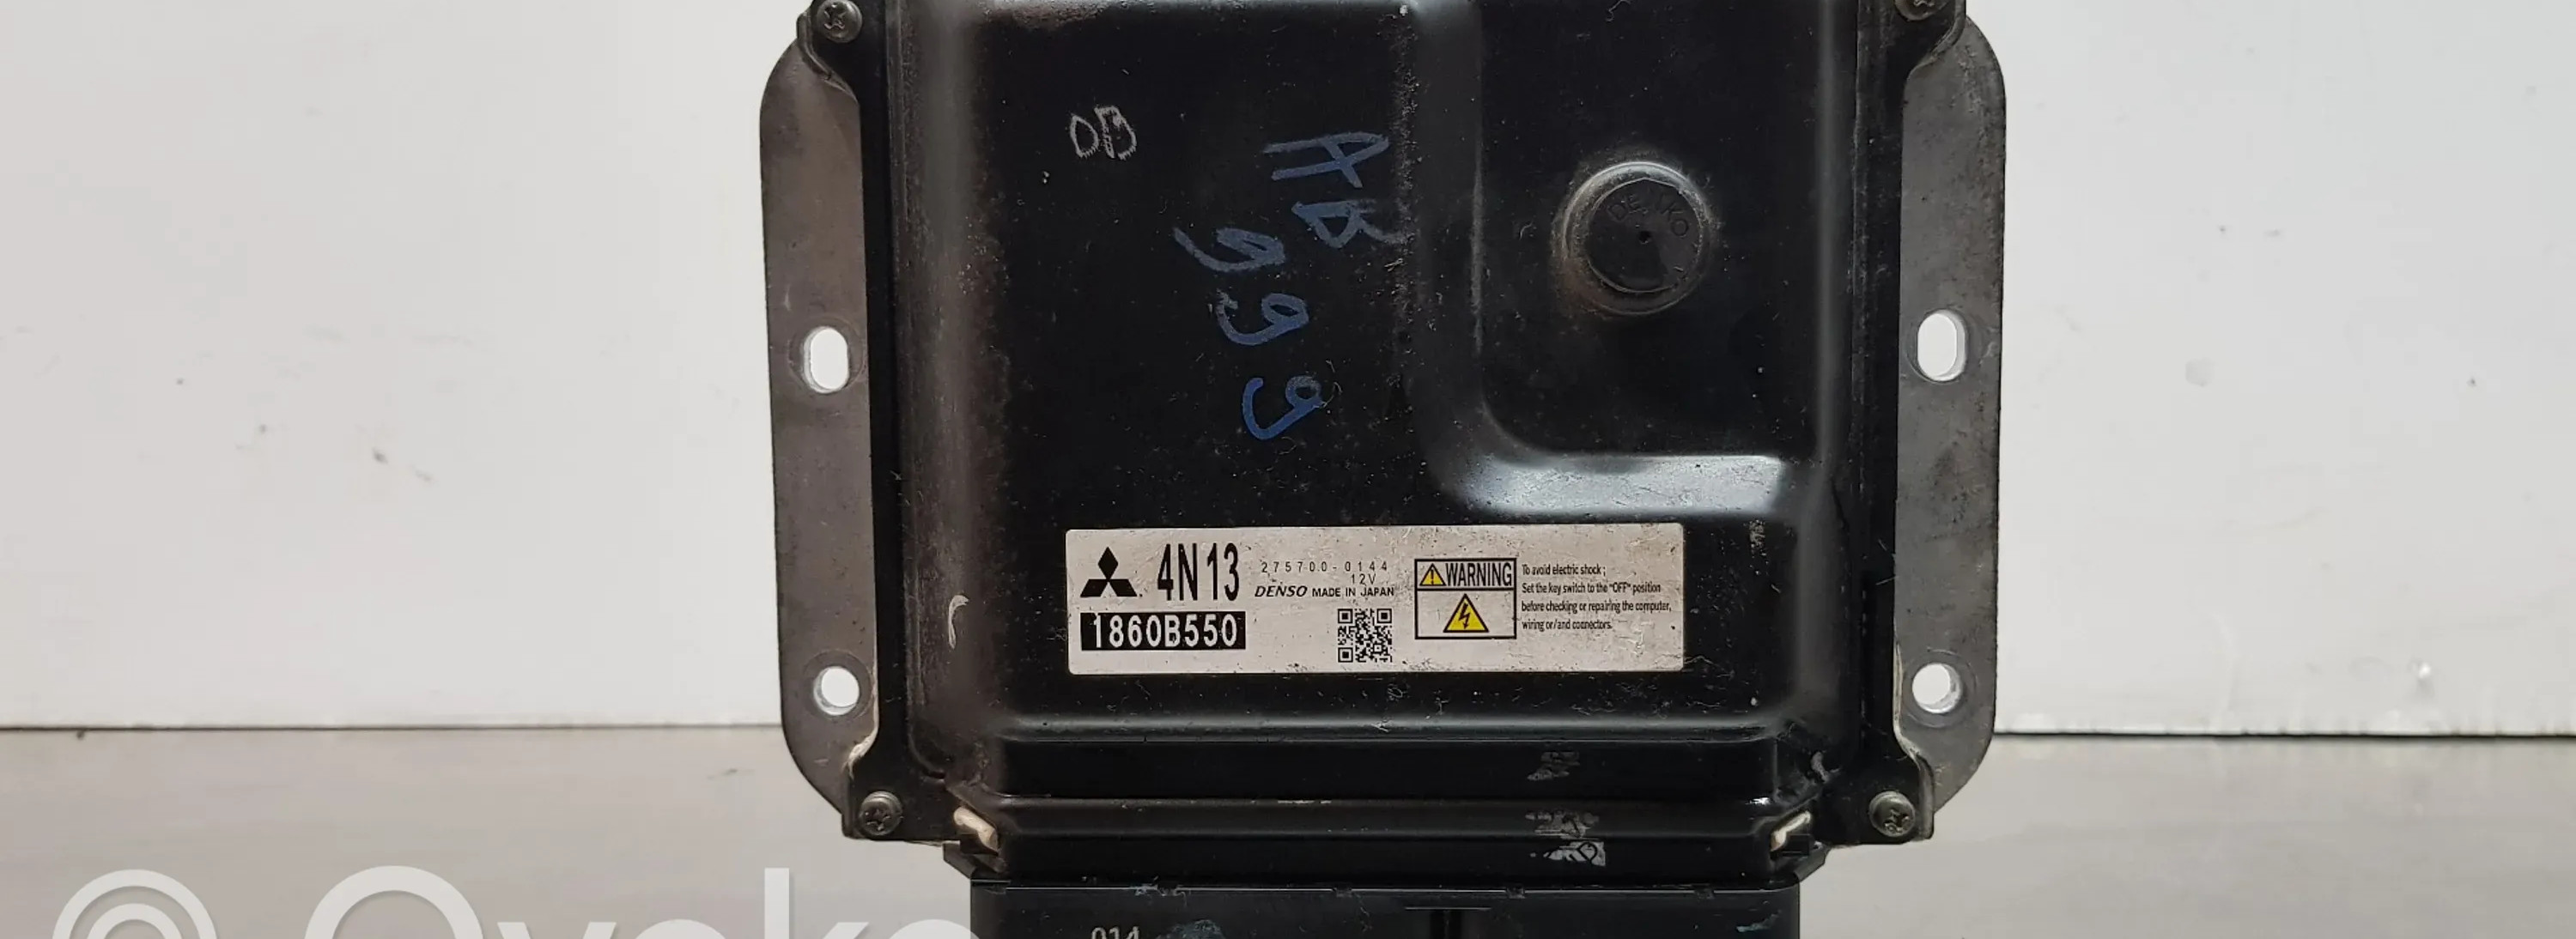 DENSO
AB
999
4N13
275700-0144
12V
DENSO MADE IN JAPAN
1860B550
WARNING
To avoid electric shock ;
Set the key switch to the "OFF" position
before checking or repairing the computer,
wiring or/and connectors.
014